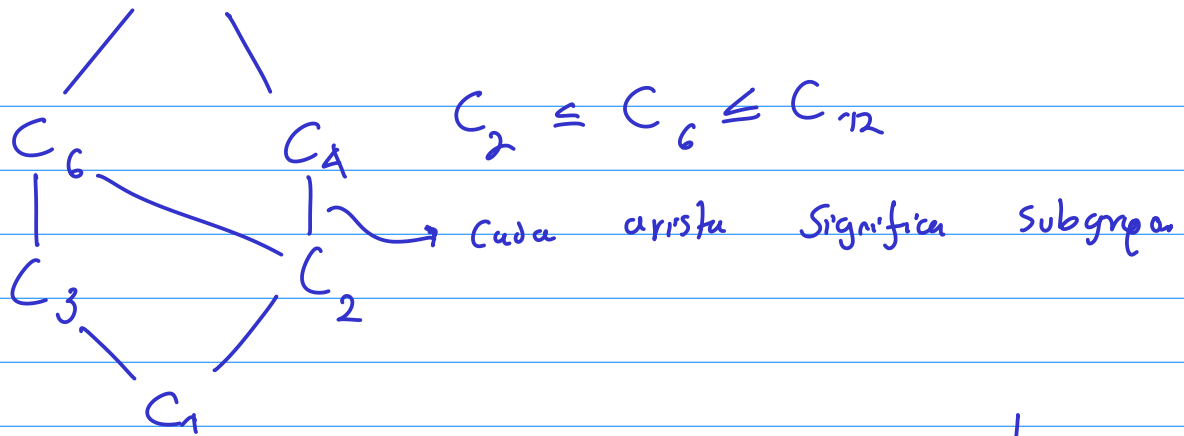 C₂ ≤ C₆ ≤ C₁₂
C₆ C₄
Cada arista significa subgrupo
C₃ C₂
C₁